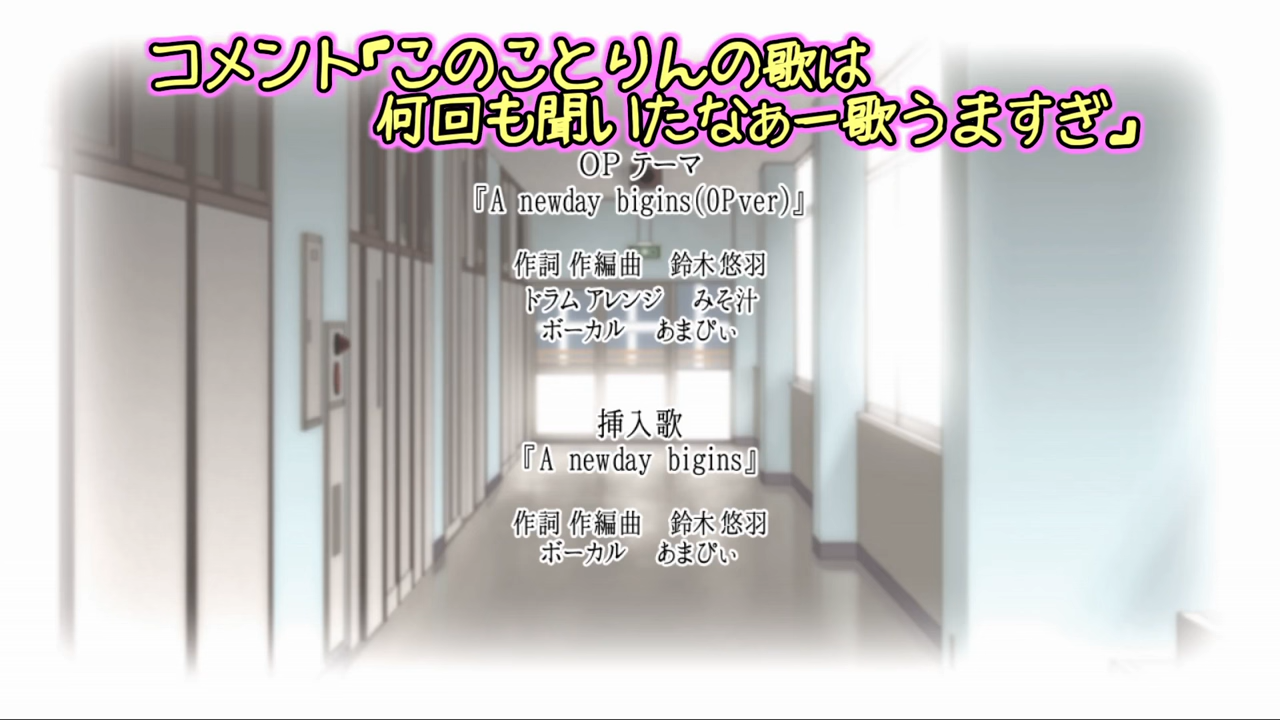 コメント『このことりんの歌は
何回も聞いたなぁー歌うますぎ』
OP テーマ
『A newday bigins(OPver)』
作詞 作編曲　鈴木悠羽
ドラム アレンジ　みそ汁
ボーカル　あまぴぃ
挿入歌
『A newday bigins』
作詞 作編曲　鈴木悠羽
ボーカル　あまぴぃ